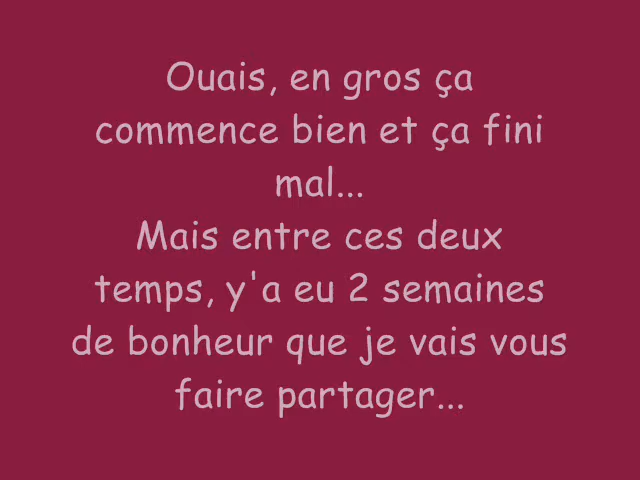 Ouais, en gros ça
commence bien et ça fini
mal...
Mais entre ces deux
temps, y'a eu 2 semaines
de bonheur que je vais vous
faire partager...